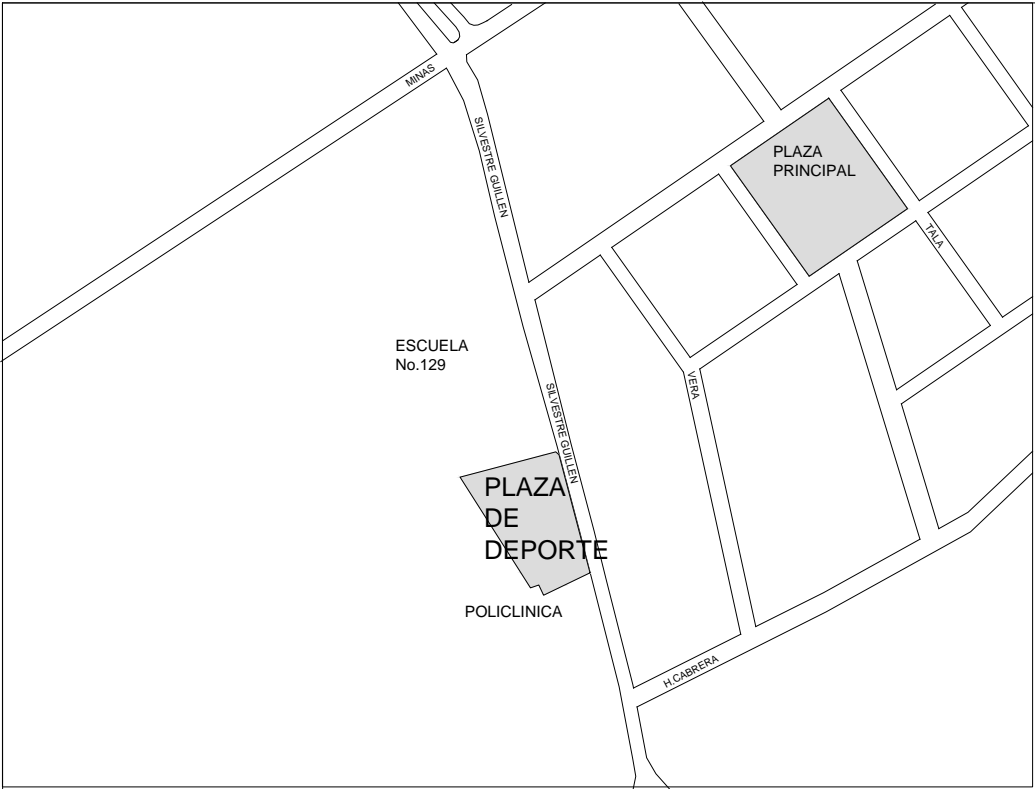 MINAS
SILVESTRE GUILLEN
PLAZA
PRINCIPAL
TALA
ESCUELA
No.129
VERA
SILVESTRE GUILLEN
PLAZA
DE
DEPORTE
POLICLINICA
H.CABRERA